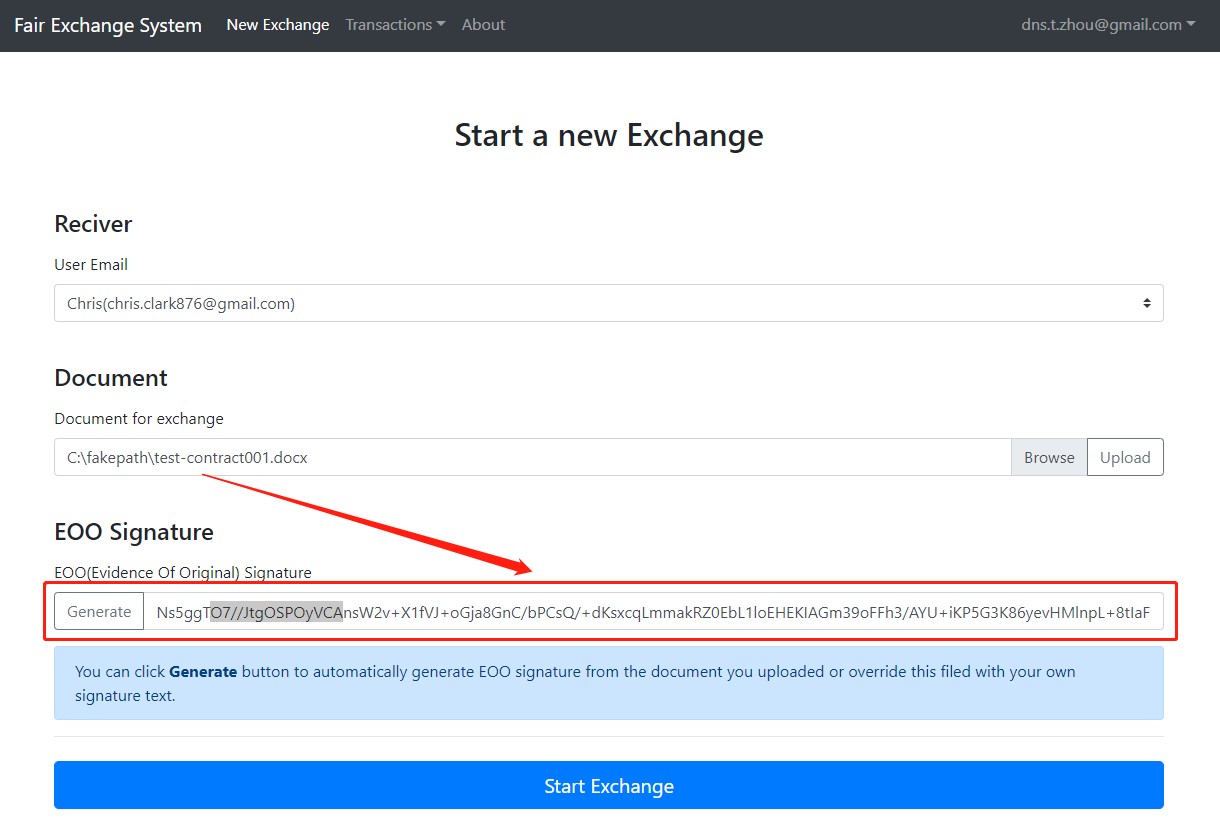 Fair Exchange System New Exchange Transactions About dns.t.zhou@gmail.com
Start a new Exchange
Reciver
User Email
Chris(chris.clark876@gmail.com)
Document
Document for exchange
C:\fakepath\test-contract001.docx Browse Upload
EOO Signature
EOO(Evidence Of Original) Signature
Generate Ns5ggTO7//JtgOSPOyVCAnsW2v+X1fVJ+oGja8GnC/bPCsQ/+dKsxcqLmmakRZ0EbL1loEHEKIAGm39oFFh3/AYU+iKP5G3K86yevHMlnpL+8tIaF
You can click Generate button to automatically generate EOO signature from the document you uploaded or override this filed with your own
signature text.
Start Exchange